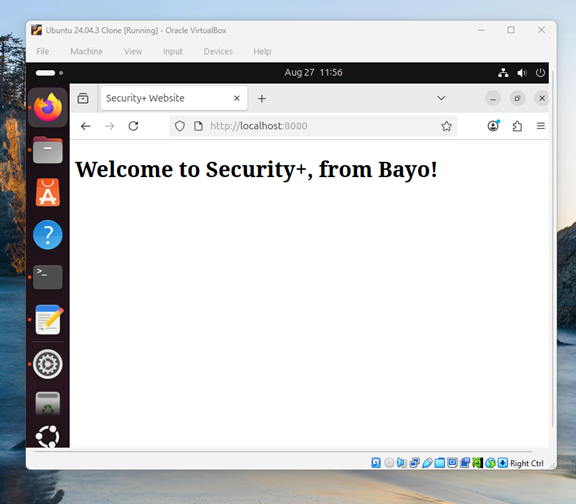 Ubuntu 24.04.3 Clone [Running] - Oracle VirtualBox
File Machine View Input Devices Help
Aug 27 11:56
Security+ Website
http://localhost:8080
Welcome to Security+, from Bayo!
Right Ctrl